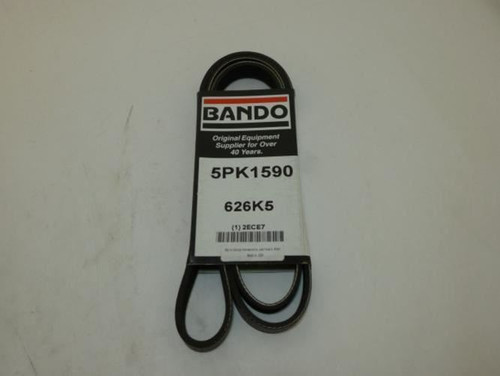 BANDO
Original Equipment
Supplier for Over
40 Years.
5PK1590
626K5
(1) 2ECE7